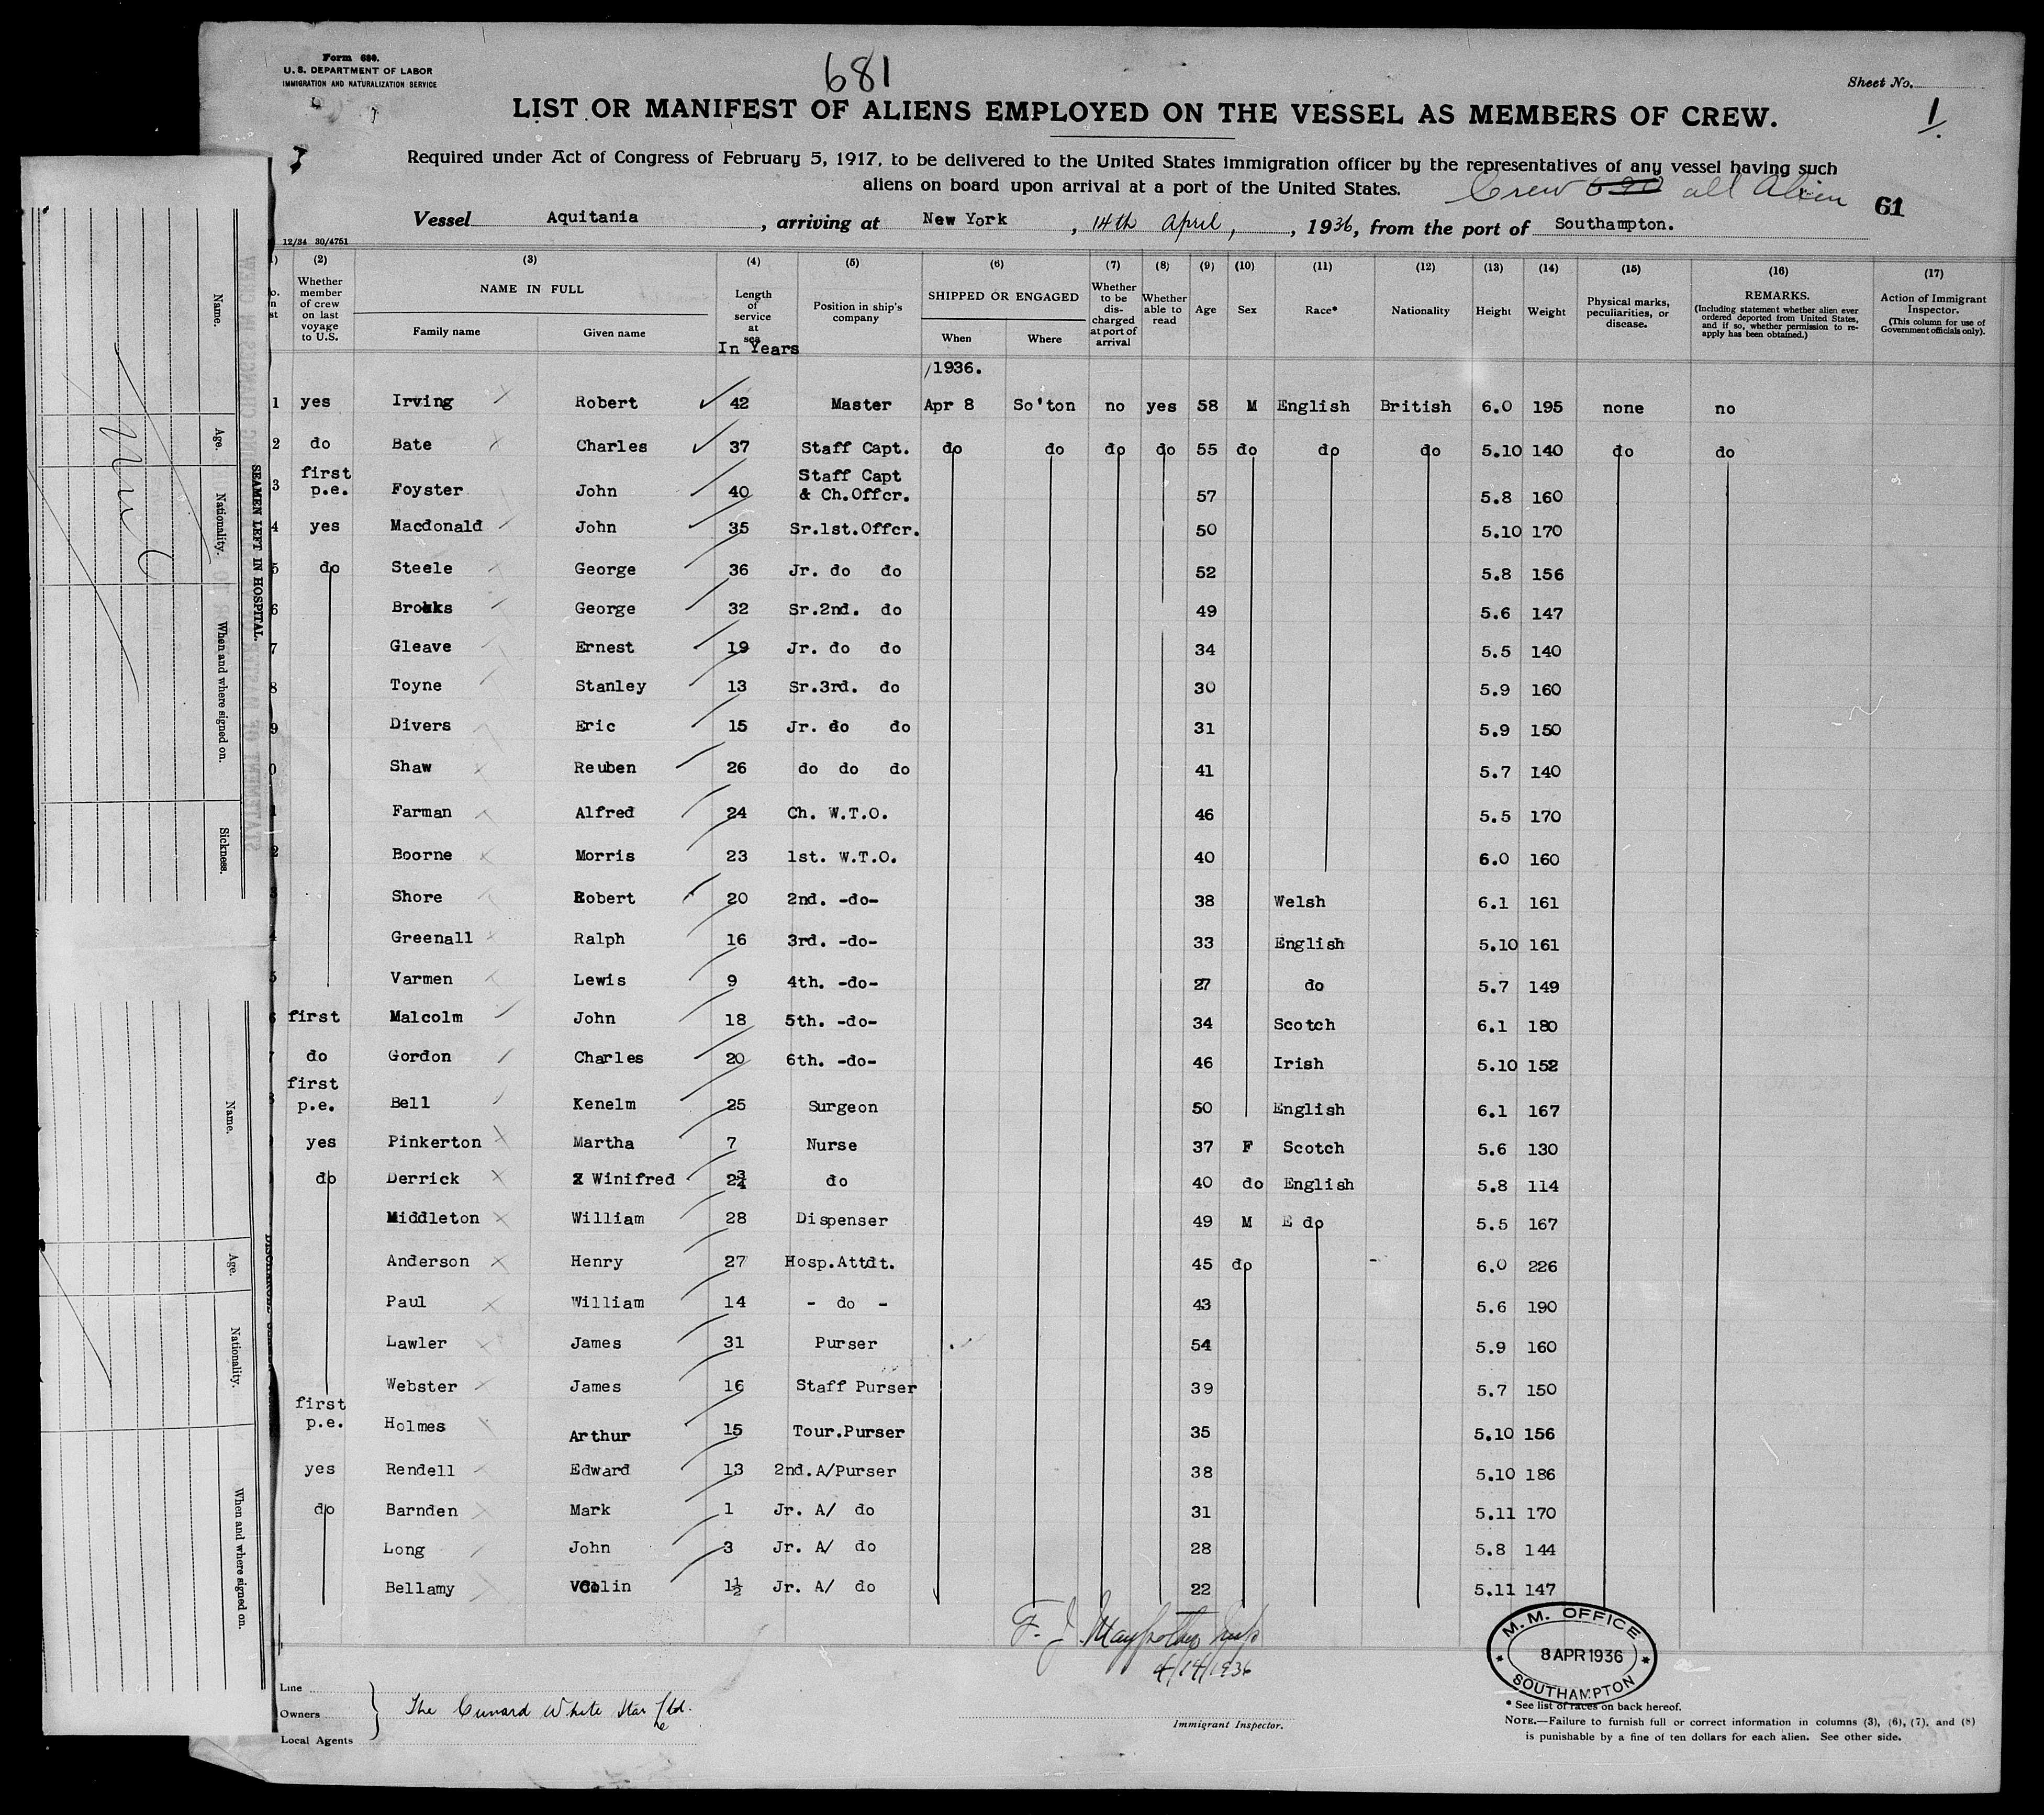 Form 680.
U. S. DEPARTMENT OF LABOR
IMMIGRATION AND NATURALIZATION SERVICE
681
Sheet No.
1
LIST OR MANIFEST OF ALIENS EMPLOYED ON THE VESSEL AS MEMBERS OF CREW.
Required under Act of Congress of February 5, 1917, to be delivered to the United States immigration officer by the representatives of any vessel having such
aliens on board upon arrival at a port of the United States.
Crew 690 all Alien
61
Vessel Aquitania, arriving at New York, 14th April, 1936, from the port of Southampton.
12/34 30/4751
(2) (3) (4) (5) (6) (7) (8) (9) (10) (11) (12) (13) (14) (15) (16) (17)
Whether member of crew on last voyage to U.S.
NAME IN FULL
Family name Given name
Length of service at sea
In Years
Position in ship's company
SHIPPED OR ENGAGED
When Where
Whether to be discharged at port of arrival
Whether able to read
Age Sex Race* Nationality Height Weight
Physical marks, peculiarities, or disease.
REMARKS.
(Including statement whether alien ever ordered deported from United States, and if so, whether permission to re-apply has been obtained.)
Action of Immigrant Inspector.
(This column for use of Government officials only).
/1936.
1 yes Irving Robert 42 Master Apr 8 So'ton no yes 58 M English British 6.0 195 none no
2 do Bate Charles 37 Staff Capt. do do do do 55 do do do 5.10 140 do do
3 first p.e. Foyster John 40 Staff Capt & Ch.Offcr. 57 5.8 160
4 yes Macdonald John 35 Sr.1st.Offcr. 50 5.10 170
5 do Steele George 36 Jr. do do 52 5.8 156
6 Brooks George 32 Sr.2nd. do 49 5.6 147
7 Gleave Ernest 19 Jr. do do 34 5.5 140
8 Toyne Stanley 13 Sr.3rd. do 30 5.9 160
9 Divers Eric 15 Jr. do do 31 5.9 150
0 Shaw Reuben 26 do do do 41 5.7 140
1 Farman Alfred 24 Ch. W.T.O. 46 5.5 170
2 Boorne Morris 23 1st. W.T.O. 40 6.0 160
3 Shore Robert 20 2nd. -do- 38 Welsh 6.1 161
4 Greenall Ralph 16 3rd. -do- 33 English 5.10 161
5 Varmen Lewis 9 4th. -do- 27 do 5.7 149
6 first Malcolm John 18 5th. -do- 34 Scotch 6.1 180
7 do Gordon Charles 20 6th. -do- 46 Irish 5.10 152
first p.e. Bell Kenelm 25 Surgeon 50 English 6.1 167
yes Pinkerton Martha 7 Nurse 37 F Scotch 5.6 130
do Derrick Winifred 2¾ do 40 do English 5.8 114
Middleton William 28 Dispenser 49 M E do 5.5 167
Anderson Henry 27 Hosp.Attdt. 45 do 6.0 226
Paul William 14 - do - 43 5.6 190
Lawler James 31 Purser 54 5.9 160
Webster James 16 Staff Purser 39 5.7 150
first p.e. Holmes Arthur 15 Tour.Purser 35 5.10 156
yes Rendell Edward 13 2nd.A/Purser 38 5.10 186
do Barnden Mark 1 Jr. A/ do 31 5.11 170
Long John 3 Jr. A/ do 28 5.8 144
Bellamy Colin 1½ Jr. A/ do 22 5.11 147
4/14/1936
Immigrant Inspector.
M. M. OFFICE
8 APR 1936
SOUTHAMPTON
Line
Owners
Local Agents
The Cunard White Star Ltd.
* See list of races on back hereof.
NOTE.—Failure to furnish full or correct information in columns (3), (6), (7), and (8)
is punishable by a fine of ten dollars for each alien. See other side.
SEAMEN LEFT IN HOSPITAL.
Name. Age. Nationality. When and where signed on. Sickness.
Name. Age. Nationality. When and where signed on.